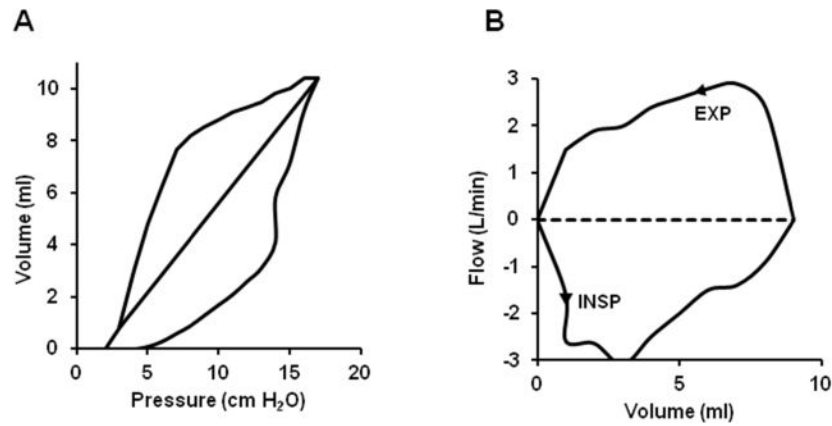 A
10
8
6
4
2
0
Volume (ml)
0 5 10 15 20
Pressure (cm H₂O)
B
3
2
1
0
-1
-2
-3
Flow (L/min)
EXP
INSP
0 5 10
Volume (ml)